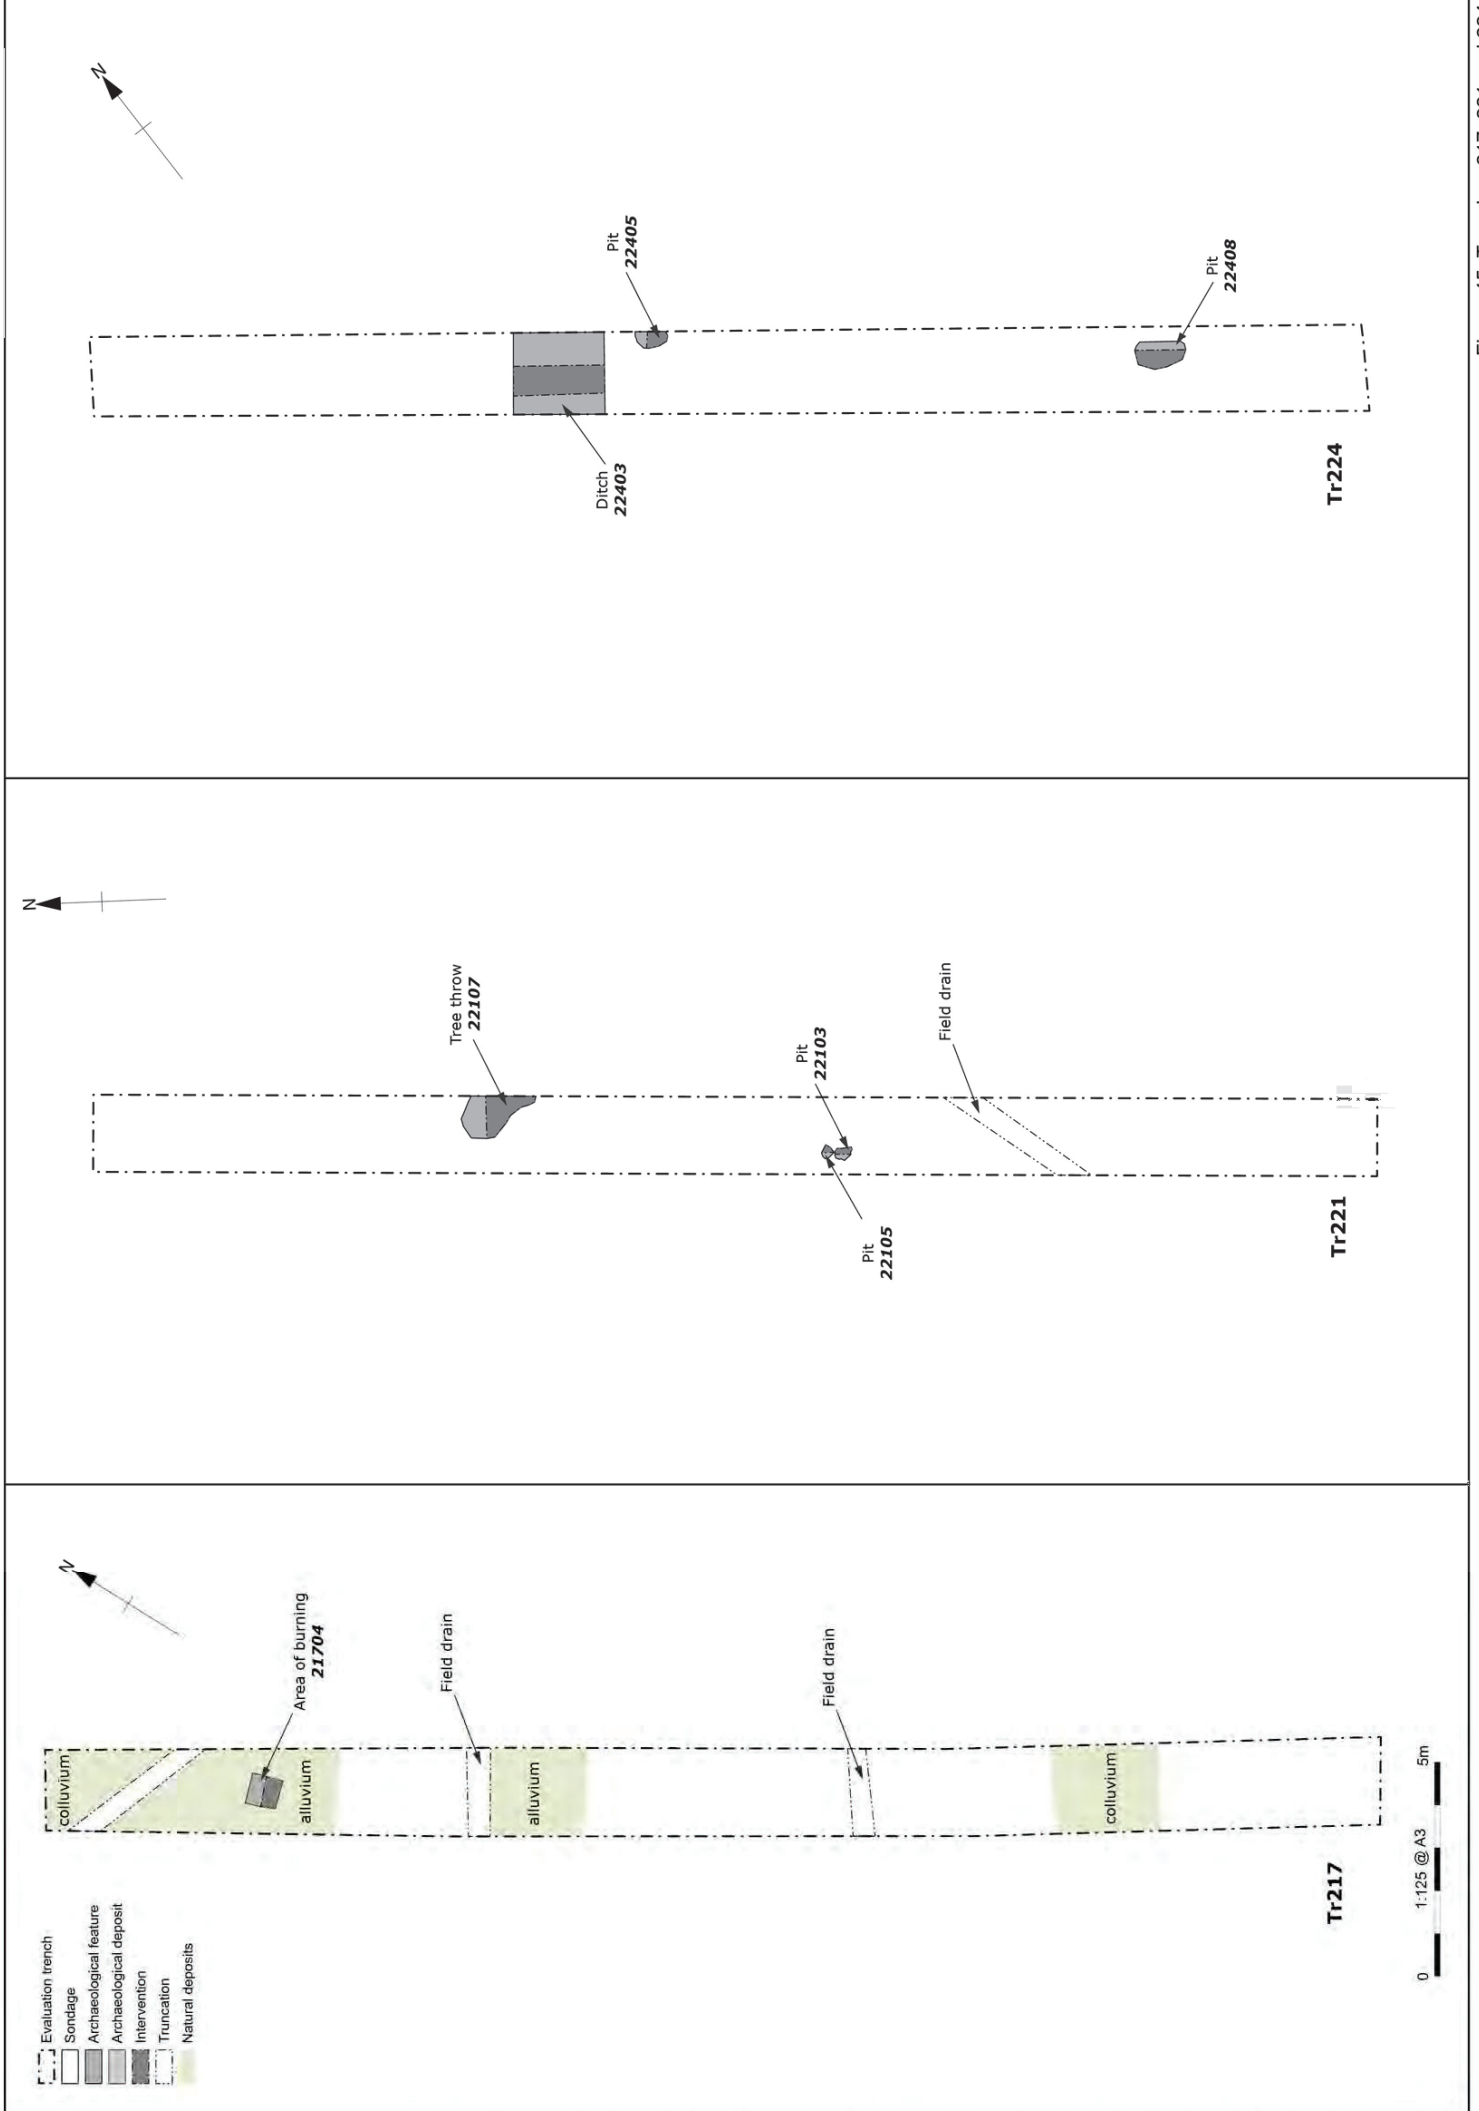 Evaluation trench
Sondage
Archaeological feature
Archaeological deposit
Intervention
Truncation
Natural deposits
N
colluvium
Area of burning
21704
alluvium
Field drain
alluvium
Field drain
colluvium
Tr217
0
1:125 @ A3
5m
N
Tree throw
22107
Pit
22103
Pit
22105
Field drain
Tr221
N
Pit
22405
Ditch
22403
Pit
22408
Tr224